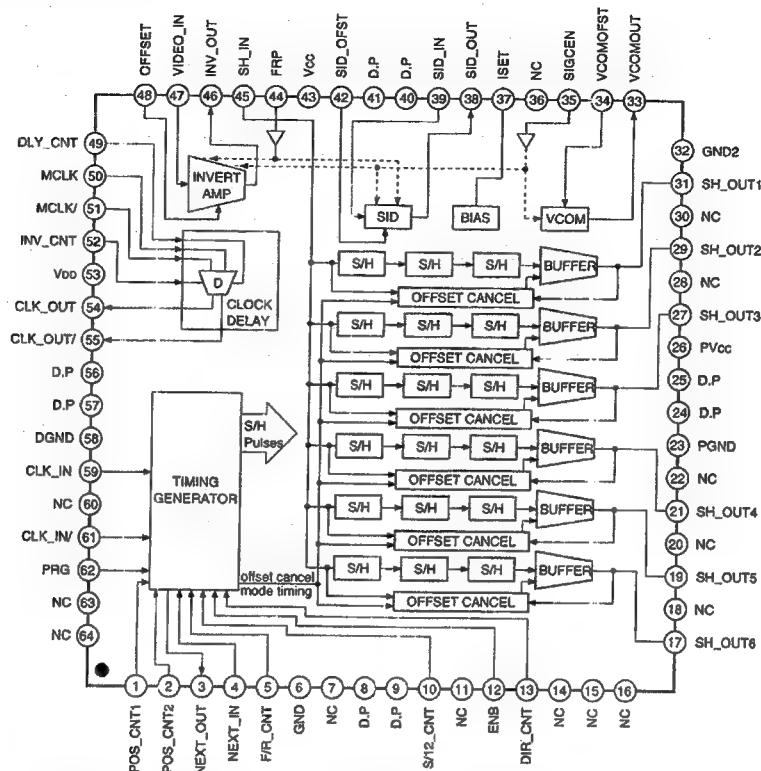 OFFSET
VIDEO_IN
INV_OUT
SH_IN
FRP
Vcc
SID_OFST
D.P
D.P
SID_IN
SID_OUT
ISET
NC
SIGCEN
VCOMOFST
VCOMOUT
48 47 46 45 44 43 42 41 40 39 38 37 36 35 34 33
DLY_CNT 49
MCLK 50
MCLK/ 51
INV_CNT 52
VDD 53
CLK_OUT 54
CLK_OUT/ 55
D.P 56
D.P 57
DGND 58
CLK_IN 59
NC 60
CLK_IN/ 61
PRG 62
NC 63
NC 64
INVERT
AMP
SID
BIAS
VCOM
D
CLOCK
DELAY
TIMING
GENERATOR
S/H
Pulses
offset cancel
mode timing
S/H S/H S/H BUFFER
OFFSET CANCEL
S/H S/H S/H BUFFER
OFFSET CANCEL
S/H S/H S/H BUFFER
OFFSET CANCEL
S/H S/H S/H BUFFER
OFFSET CANCEL
S/H S/H S/H BUFFER
OFFSET CANCEL
S/H S/H S/H BUFFER
OFFSET CANCEL
32 GND2
31 SH_OUT1
30 NC
29 SH_OUT2
28 NC
27 SH_OUT3
26 PVcc
25 D.P
24 D.P
23 PGND
22 NC
21 SH_OUT4
20 NC
19 SH_OUT5
18 NC
17 SH_OUT6
1 2 3 4 5 6 7 8 9 10 11 12 13 14 15 16
POS_CNT1
POS_CNT2
NEXT_OUT
NEXT_IN
F/R_CNT
GND
NC
D.P
D.P
S/12_CNT
NC
ENB
DIR_CNT
NC
NC
NC